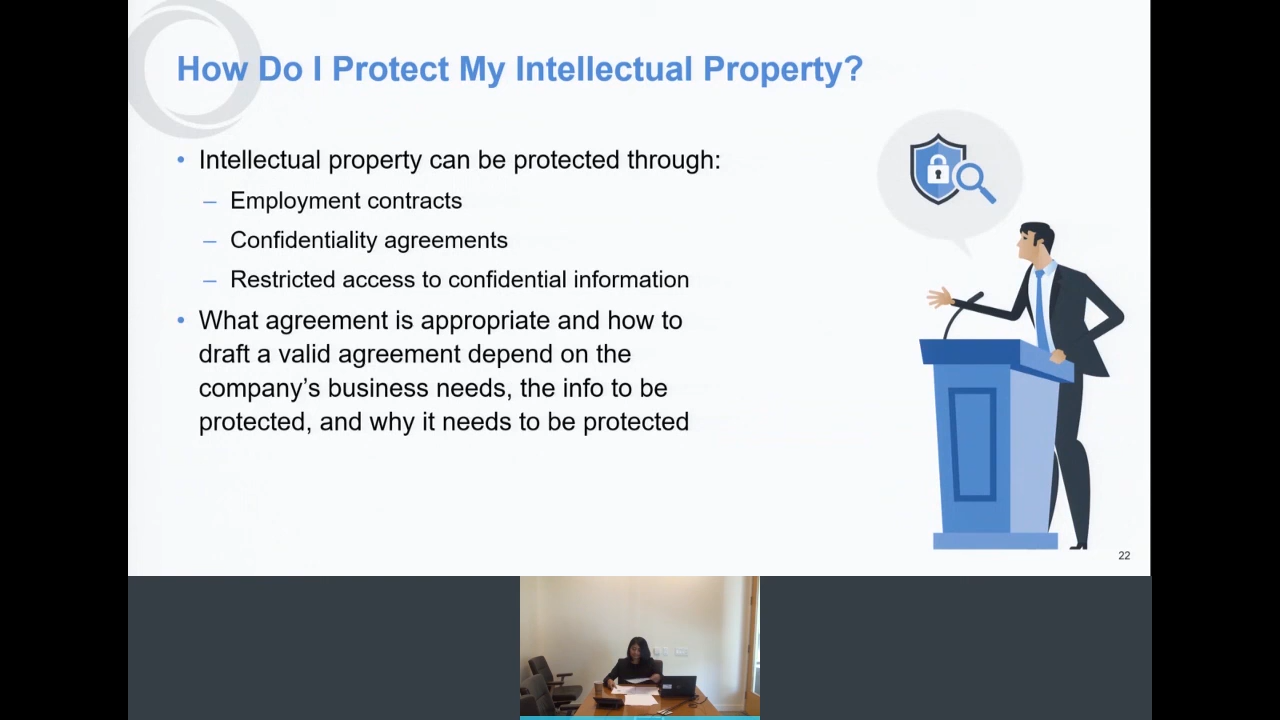 How Do I Protect My Intellectual Property?
• Intellectual property can be protected through:
– Employment contracts
– Confidentiality agreements
– Restricted access to confidential information
• What agreement is appropriate and how to
draft a valid agreement depend on the
company's business needs, the info to be
protected, and why it needs to be protected
22